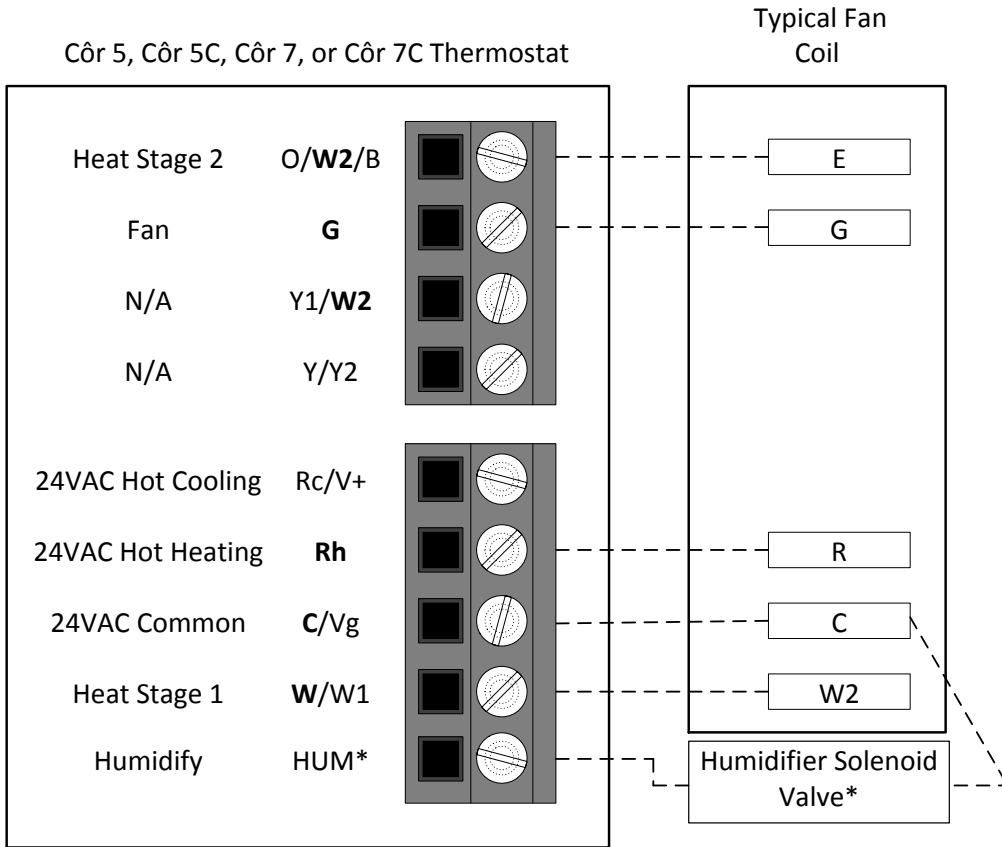 Typical Fan
Coil
Côr 5, Côr 5C, Côr 7, or Côr 7C Thermostat
Heat Stage 2 O/W2/B E
Fan G G
N/A Y1/W2
N/A Y/Y2
24VAC Hot Cooling Rc/V+
24VAC Hot Heating Rh R
24VAC Common C/Vg C
Heat Stage 1 W/W1 W2
Humidify HUM* Humidifier Solenoid
Valve*